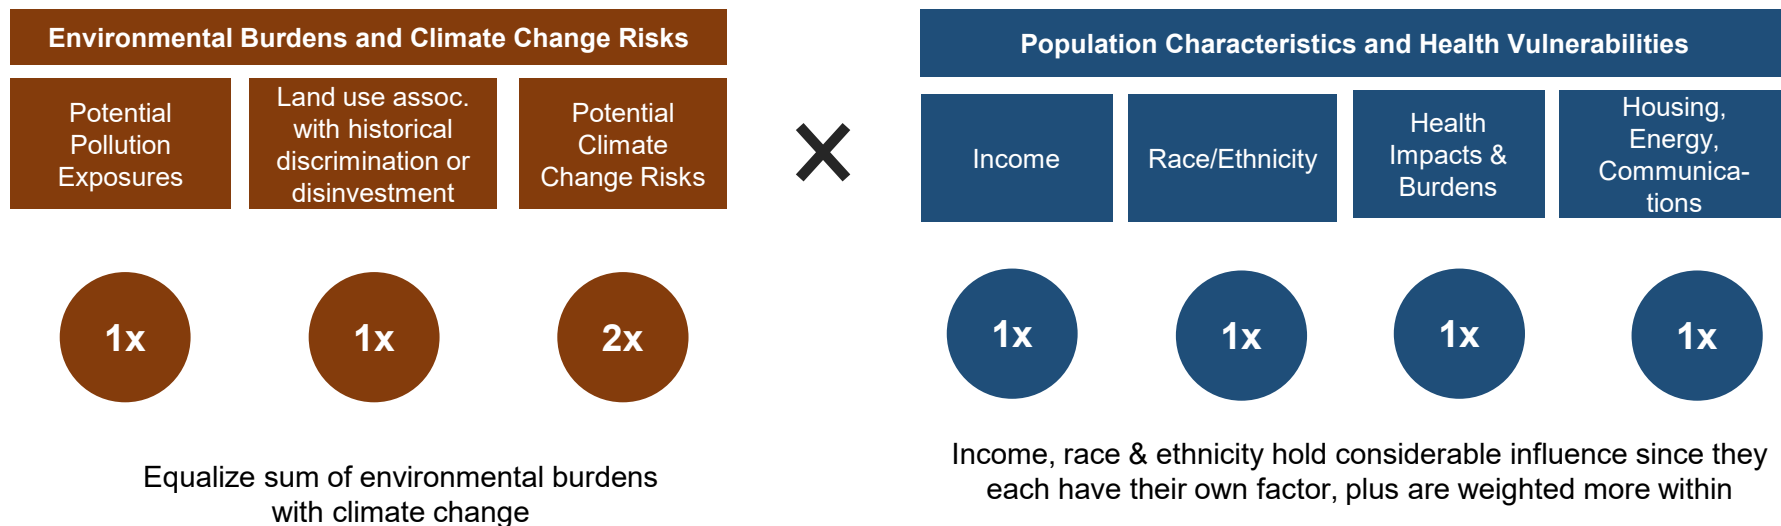 Environmental Burdens and Climate Change Risks
Potential
Pollution
Exposures
Land use assoc.
with historical
discrimination or
disinvestment
Potential
Climate
Change Risks
1x
1x
2x
Equalize sum of environmental burdens
with climate change
Population Characteristics and Health Vulnerabilities
Income
Race/Ethnicity
Health
Impacts &
Burdens
Housing,
Energy,
Communica-
tions
1x
1x
1x
1x
Income, race & ethnicity hold considerable influence since they
each have their own factor, plus are weighted more within